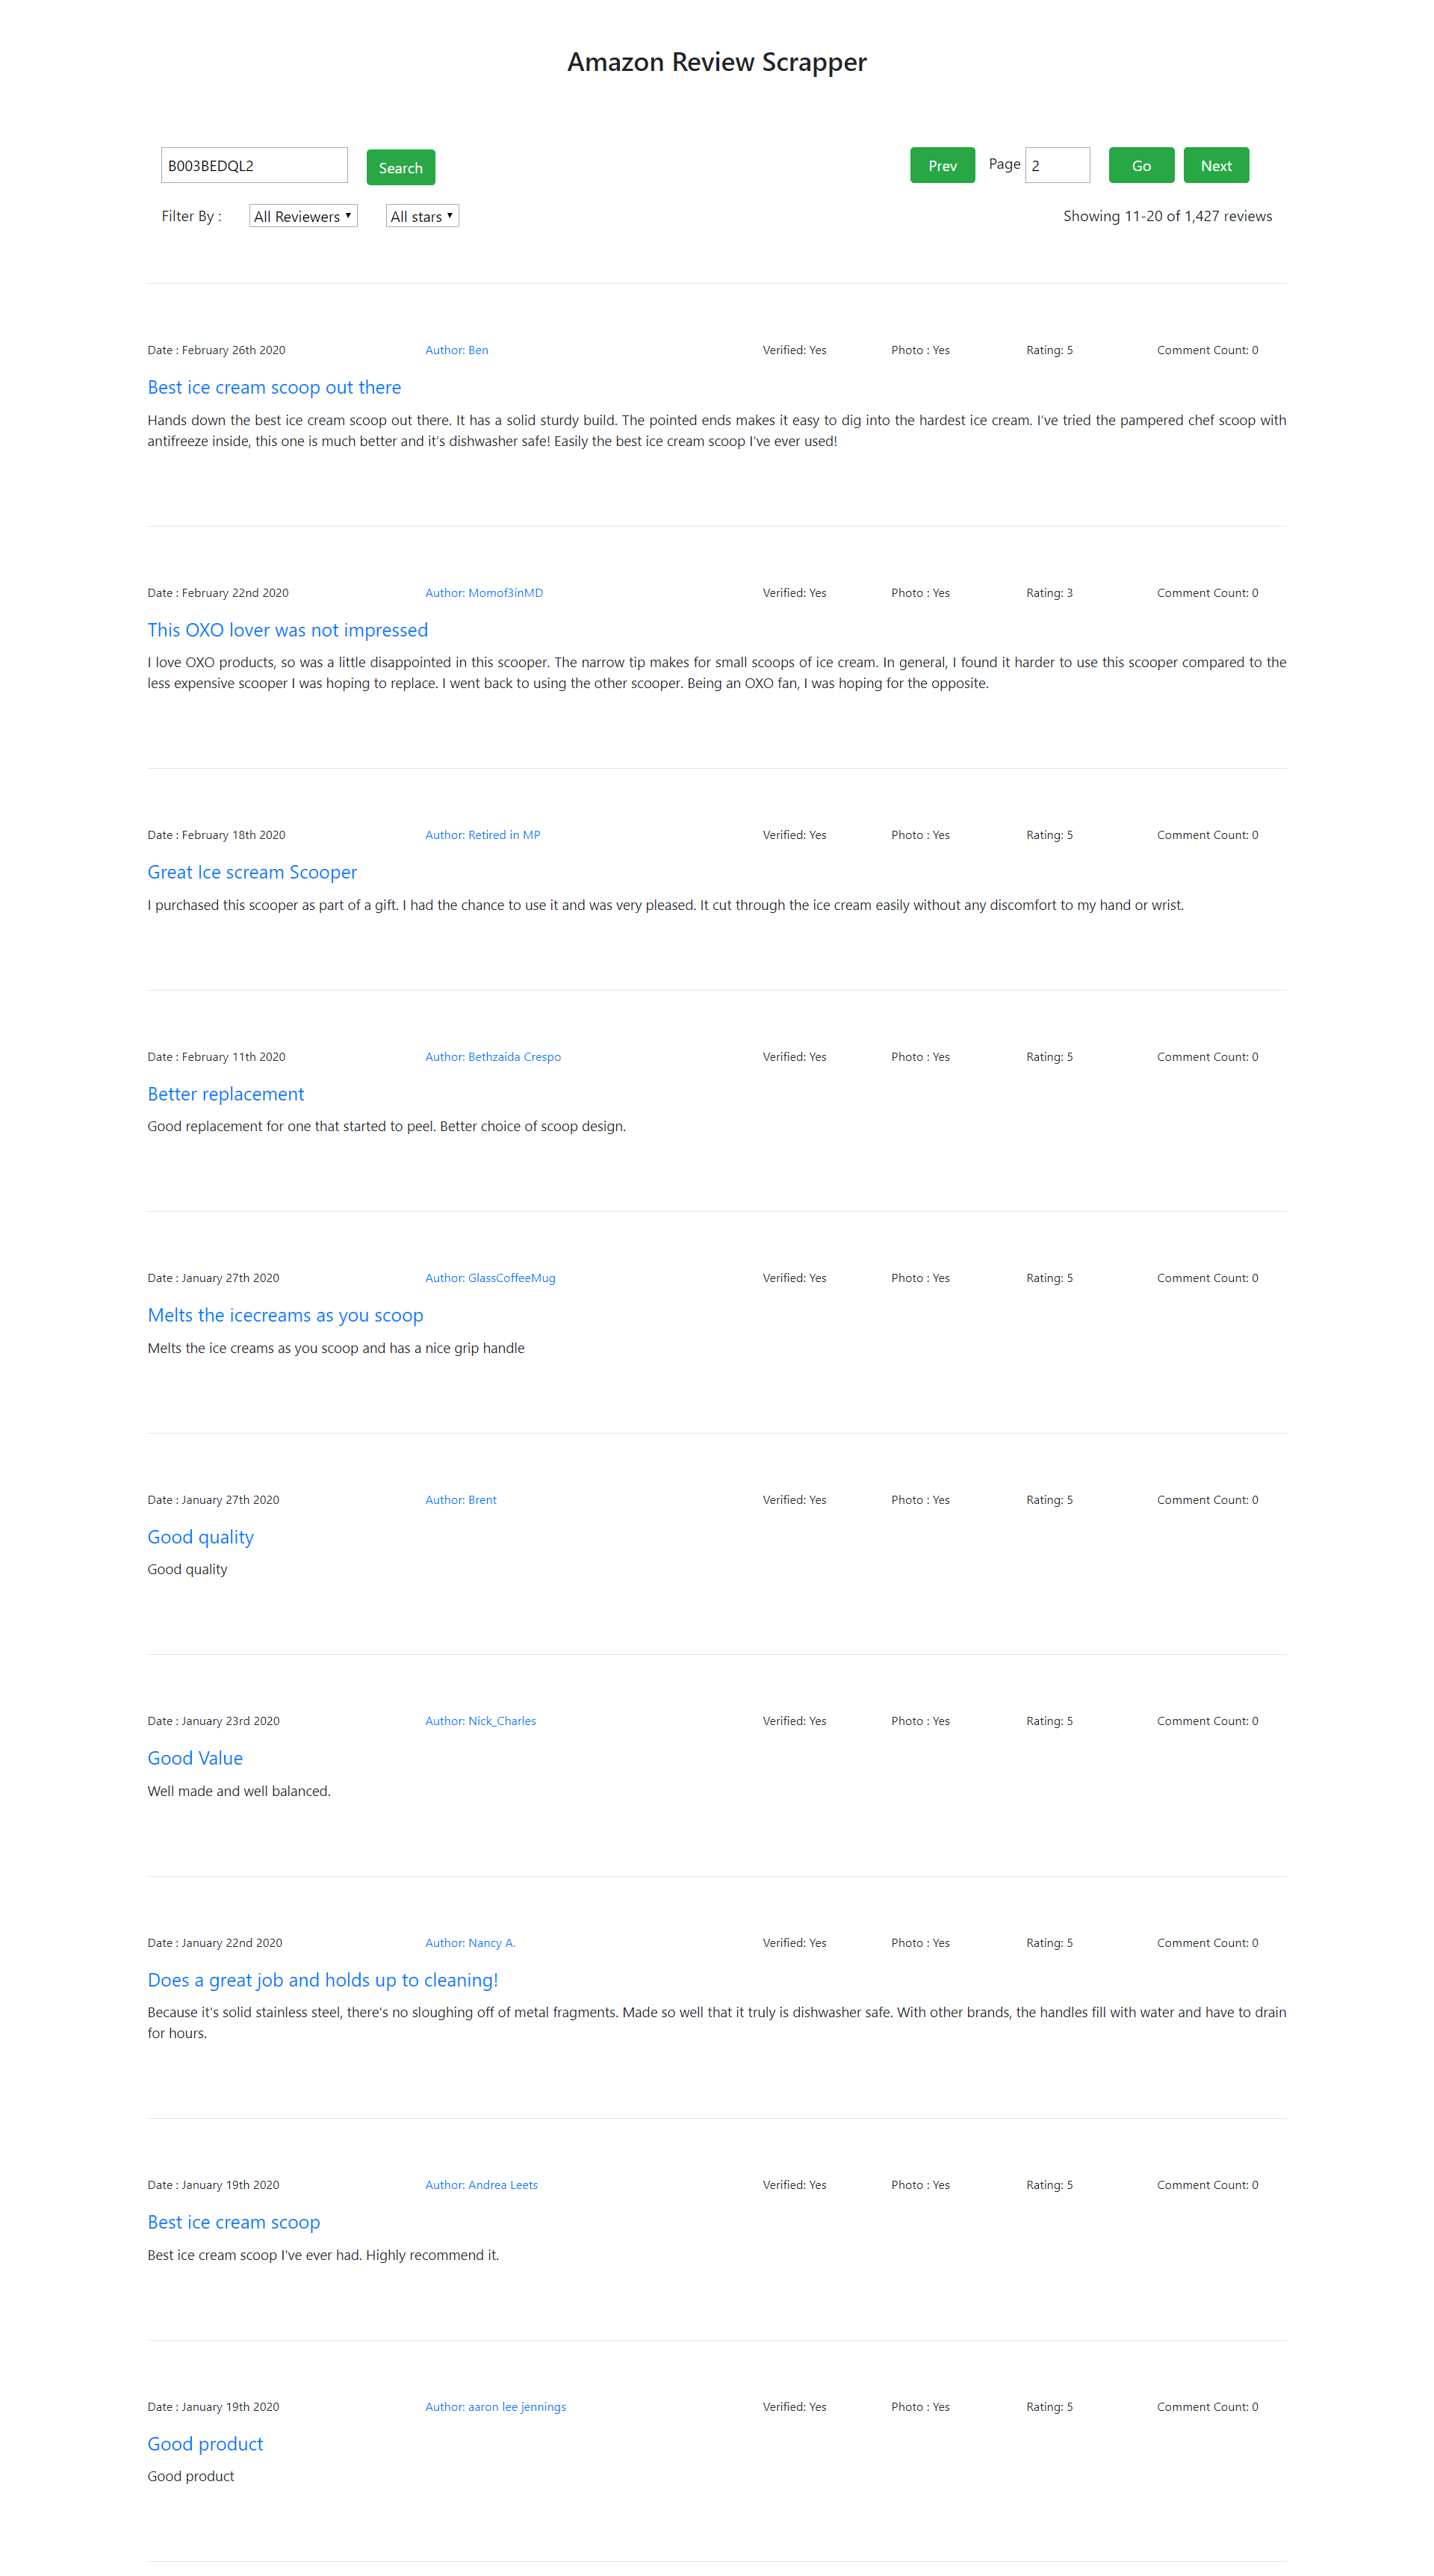 Amazon Review Scrapper
B003BEDQL2 Search Prev Page 2 Go Next
Filter By : All Reviewers All stars Showing 11-20 of 1,427 reviews
Date : February 26th 2020 Author: Ben Verified: Yes Photo : Yes Rating: 5 Comment Count: 0
Best ice cream scoop out there
Hands down the best ice cream scoop out there. It has a solid sturdy build. The pointed ends makes it easy to dig into the hardest ice cream. I've tried the pampered chef scoop with
antifreeze inside, this one is much better and it's dishwasher safe! Easily the best ice cream scoop I've ever used!
Date : February 22nd 2020 Author: Momof3inMD Verified: Yes Photo : Yes Rating: 3 Comment Count: 0
This OXO lover was not impressed
I love OXO products, so was a little disappointed in this scooper. The narrow tip makes for small scoops of ice cream. In general, I found it harder to use this scooper compared to the
less expensive scooper I was hoping to replace. I went back to using the other scooper. Being an OXO fan, I was hoping for the opposite.
Date : February 18th 2020 Author: Retired in MP Verified: Yes Photo : Yes Rating: 5 Comment Count: 0
Great Ice scream Scooper
I purchased this scooper as part of a gift. I had the chance to use it and was very pleased. It cut through the ice cream easily without any discomfort to my hand or wrist.
Date : February 11th 2020 Author: Bethzaida Crespo Verified: Yes Photo : Yes Rating: 5 Comment Count: 0
Better replacement
Good replacement for one that started to peel. Better choice of scoop design.
Date : January 27th 2020 Author: GlassCoffeeMug Verified: Yes Photo : Yes Rating: 5 Comment Count: 0
Melts the icecreams as you scoop
Melts the ice creams as you scoop and has a nice grip handle
Date : January 27th 2020 Author: Brent Verified: Yes Photo : Yes Rating: 5 Comment Count: 0
Good quality
Good quality
Date : January 23rd 2020 Author: Nick_Charles Verified: Yes Photo : Yes Rating: 5 Comment Count: 0
Good Value
Well made and well balanced.
Date : January 22nd 2020 Author: Nancy A. Verified: Yes Photo : Yes Rating: 5 Comment Count: 0
Does a great job and holds up to cleaning!
Because it's solid stainless steel, there's no sloughing off of metal fragments. Made so well that it truly is dishwasher safe. With other brands, the handles fill with water and have to drain
for hours.
Date : January 19th 2020 Author: Andrea Leets Verified: Yes Photo : Yes Rating: 5 Comment Count: 0
Best ice cream scoop
Best ice cream scoop I've ever had. Highly recommend it.
Date : January 19th 2020 Author: aaron lee jennings Verified: Yes Photo : Yes Rating: 5 Comment Count: 0
Good product
Good product